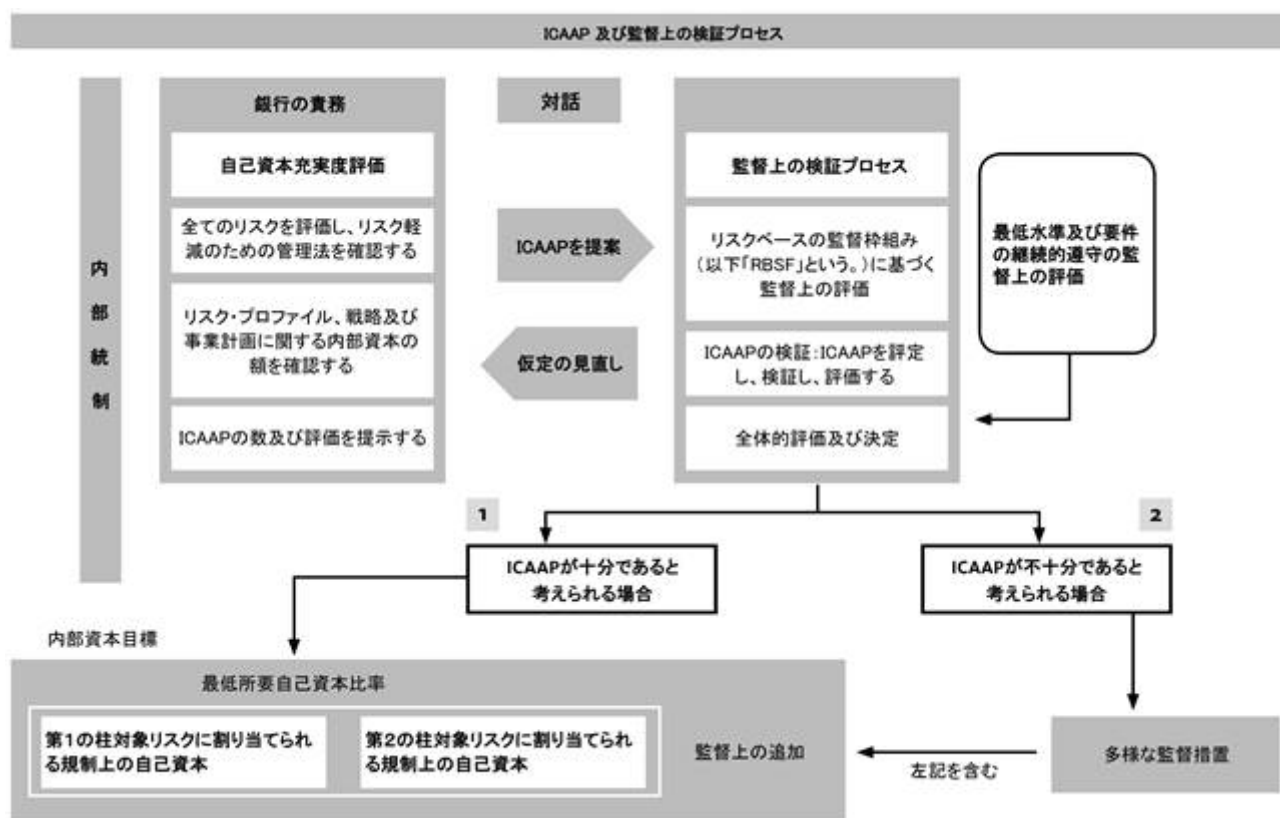 ICAAP 及び監督上の検証プロセス
内
部
統
制
銀行の責務
自己資本充実度評価
全てのリスクを評価し、リスク軽
減のための管理法を確認する
リスク・プロファイル、戦略及び
事業計画に関する内部資本の
額を確認する
ICAAPの数及び評価を提示する
対話
ICAAPを提案
仮定の見直し
監督上の検証プロセス
リスクベースの監督枠組み
(以下「RBSF」という。)に基づく
監督上の評価
ICAAPの検証:ICAAPを評定
し、検証し、評価する
全体的評価及び決定
最低水準及び要件
の継続的遵守の監
督上の評価
1
ICAAPが十分であると
考えられる場合
2
ICAAPが不十分であると
考えられる場合
内部資本目標
最低所要自己資本比率
第1の柱対象リスクに割り当てられ
る規制上の自己資本
第2の柱対象リスクに割り当てられ
る規制上の自己資本
監督上の追加
左記を含む
多様な監督措置